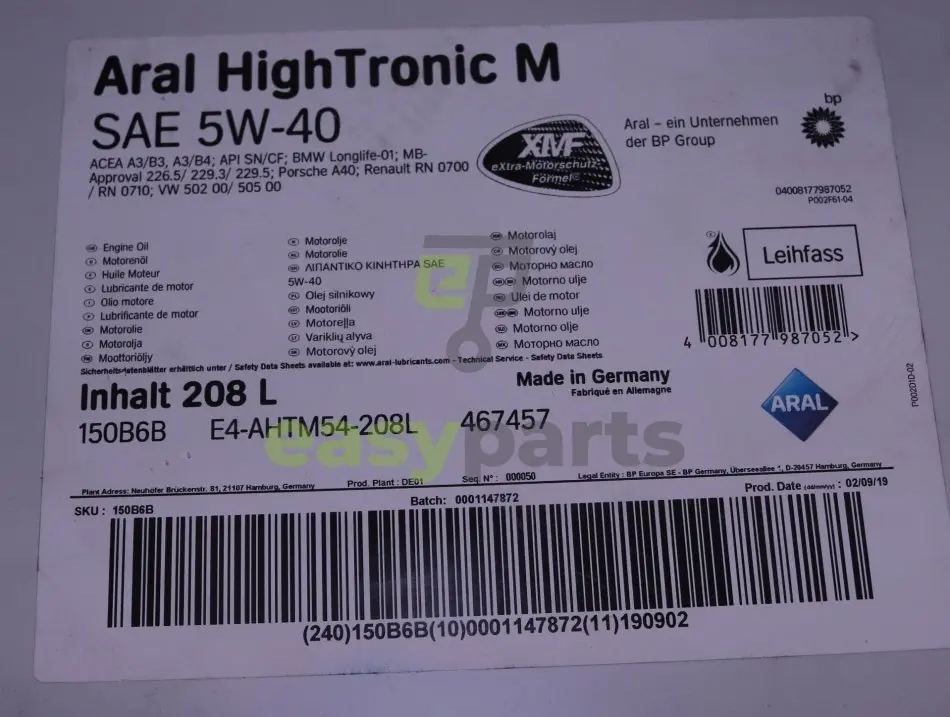 Aral HighTronic M
SAE 5W-40
ACEA A3/B3, A3/B4; API SN/CF; BMW Longlife-01; MB-
Approval 226.5/ 229.3/ 229.5; Porsche A40; Renault RN 0700
/ RN 0710; VW 502 00/ 505 00
XMF
eXtra-Motorschutz
Formel
Aral – ein Unternehmen
der BP Group
bp
04008177987052
P002F61-04
Engine Oil
Motorenöl
Huile Moteur
Lubricante de motor
Olio motore
Lubrificante de motor
Motorolie
Motorolja
Moottoriöljy
Motorolje
Motorolie
ΛΙΠΑΝΤΙΚΟ ΚΙΝΗΤΗΡΑ SAE
5W-40
Olej silnikowy
Mootoriõli
Motoreļļa
Variklių alyva
Motorový olej
Motorolaj
Motorový olej
Моторно масло
Motorno ulje
Ulei de motor
Motorno ulje
Motorno olje
Моторно масло
Leihfass
4 008177 987052 >
Sicherheitsdatenblätter erhältlich unter / Safety Data Sheets available at: www.aral-lubricants.com - Technical Service - Safety Data Sheets
Inhalt 208 L
Made in Germany
Fabriqué en Allemagne
150B6B E4-AHTM54-208L 467457
ARAL
P00201D-02
easyparts
Plant Adress: Neuhöfer Brückenstr. 81, 21107 Hamburg, Germany
Prod. Plant : DE01
Seq. N° : 000050
Legal Entity : BP Europa SE - BP Germany, Überseeallee 1, D-20457 Hamburg, Germany
SKU : 150B6B
Batch: 0001147872
Prod. Date (dd/mm/yy) : 02/09/19
(240)150B6B(10)0001147872(11)190902